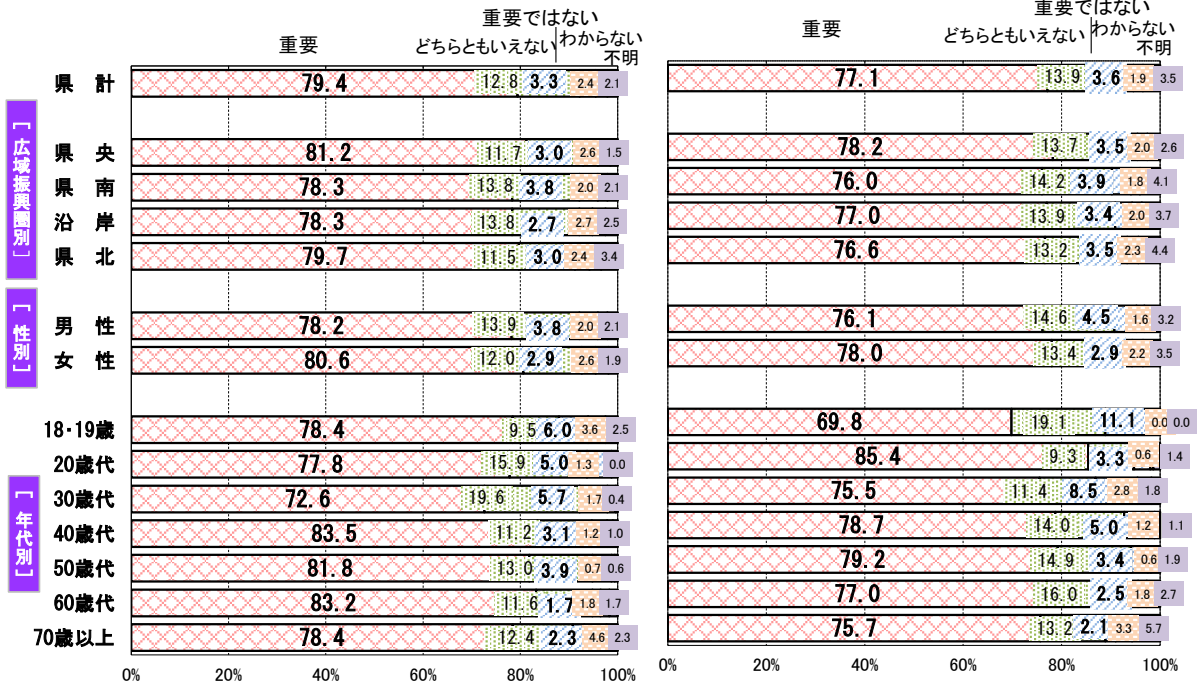 重要ではない
重要 どちらともいえない わからない
不明
県 計 79.4 12.8 3.3 2.4 2.1
[広域振興圏別]
県 央 81.2 11.7 3.0 2.6 1.5
県 南 78.3 13.8 3.8 2.0 2.1
沿 岸 78.3 13.8 2.7 2.7 2.5
県 北 79.7 11.5 3.0 2.4 3.4
[性別]
男 性 78.2 13.9 3.8 2.0 2.1
女 性 80.6 12.0 2.9 2.6 1.9
18・19歳 78.4 9.5 6.0 3.6 2.5
20歳代 77.8 15.9 5.0 1.3 0.0
[年代別]
30歳代 72.6 19.6 5.7 1.7 0.4
40歳代 83.5 11.2 3.1 1.2 1.0
50歳代 81.8 13.0 3.9 0.7 0.6
60歳代 83.2 11.6 1.7 1.8 1.7
70歳以上 78.4 12.4 2.3 4.6 2.3
0% 20% 40% 60% 80% 100%
重要ではない
重要 どちらともいえない わからない
不明
77.1 13.9 3.6 1.9 3.5
78.2 13.7 3.5 2.0 2.6
76.0 14.2 3.9 1.8 4.1
77.0 13.9 3.4 2.0 3.7
76.6 13.2 3.5 2.3 4.4
76.1 14.6 4.5 1.6 3.2
78.0 13.4 2.9 2.2 3.5
69.8 19.1 11.1 0.0 0.0
85.4 9.3 3.3 0.6 1.4
75.5 11.4 8.5 2.8 1.8
78.7 14.0 5.0 1.2 1.1
79.2 14.9 3.4 0.6 1.9
77.0 16.0 2.5 1.8 2.7
75.7 13.2 2.1 3.3 5.7
0% 20% 40% 60% 80% 100%